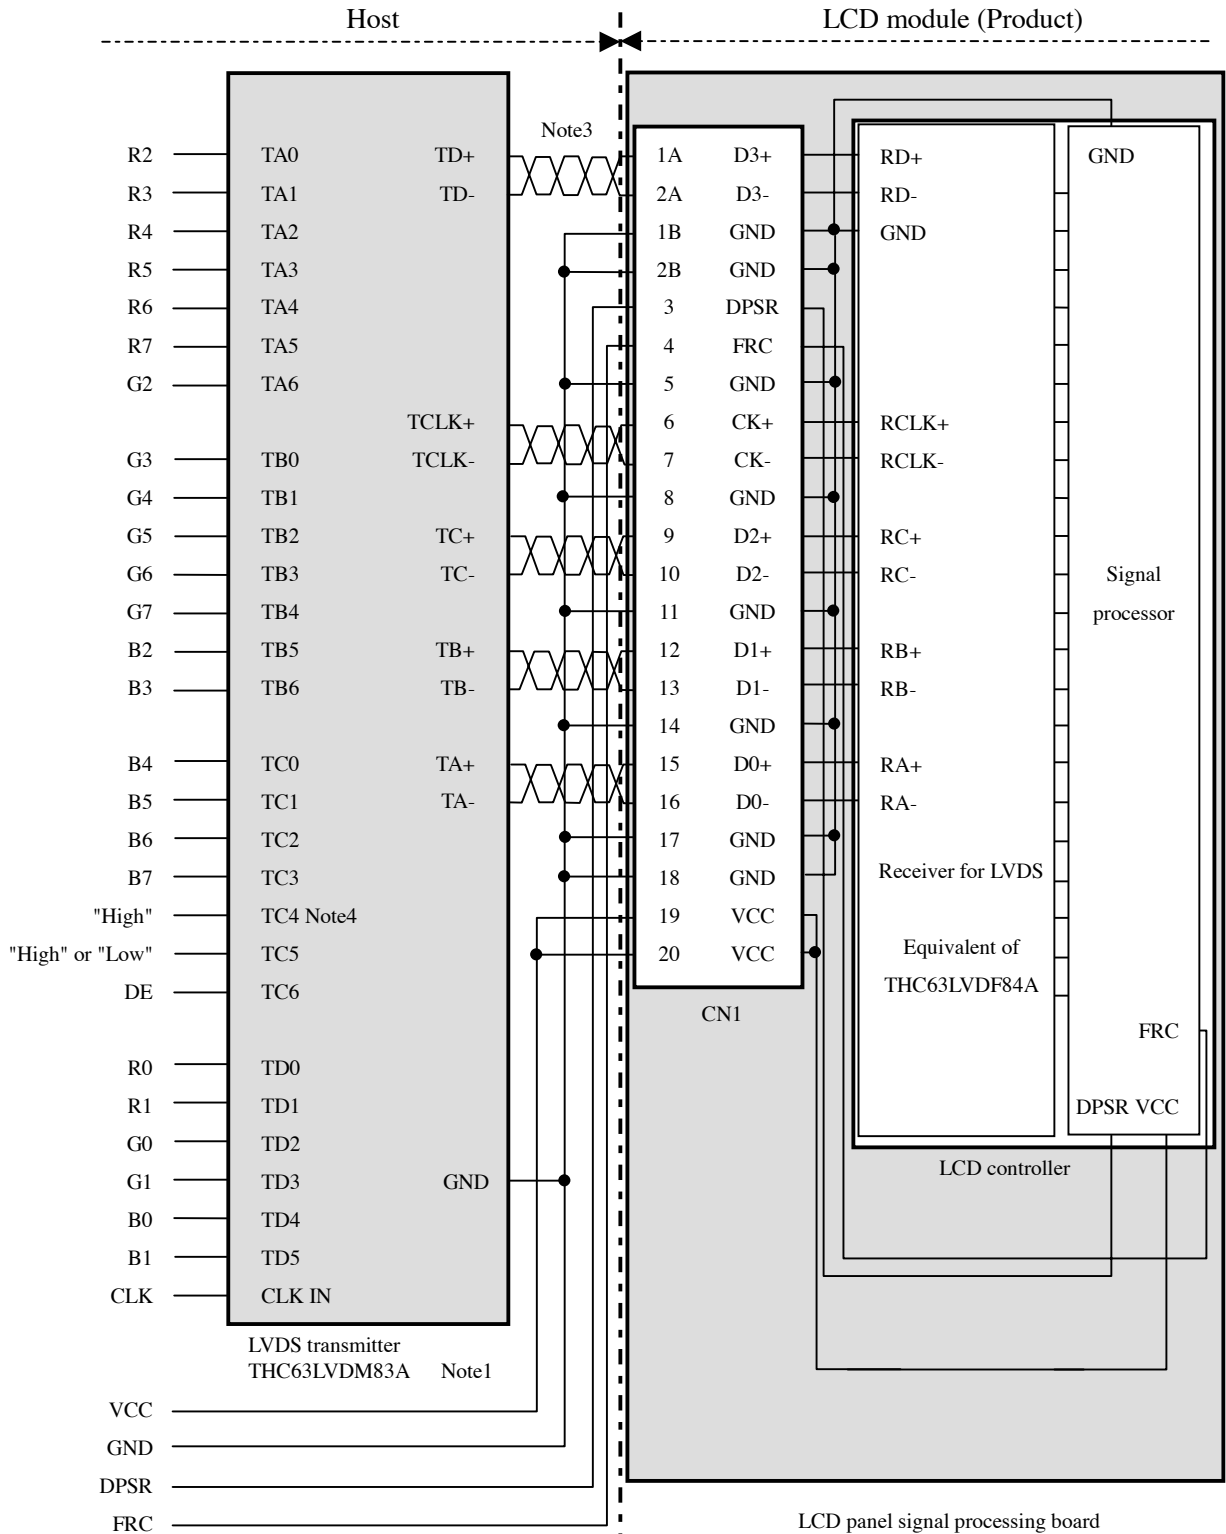 Host LCD module (Product)
Note3
R2 TA0 TD+ 1A D3+ RD+ GND
R3 TA1 TD- 2A D3- RD-
R4 TA2 1B GND GND
R5 TA3 2B GND
R6 TA4 3 DPSR
R7 TA5 4 FRC
G2 TA6 5 GND
TCLK+ 6 CK+ RCLK+
G3 TB0 TCLK- 7 CK- RCLK-
G4 TB1 8 GND
G5 TB2 TC+ 9 D2+ RC+
G6 TB3 TC- 10 D2- RC- Signal
G7 TB4 11 GND processor
B2 TB5 TB+ 12 D1+ RB+
B3 TB6 TB- 13 D1- RB-
14 GND
B4 TC0 TA+ 15 D0+ RA+
B5 TC1 TA- 16 D0- RA-
B6 TC2 17 GND
B7 TC3 18 GND Receiver for LVDS
"High" TC4 Note4 19 VCC
"High" or "Low" TC5 20 VCC Equivalent of
DE TC6 THC63LVDF84A
CN1
FRC
R0 TD0
R1 TD1 DPSR VCC
G0 TD2
LCD controller
G1 TD3 GND
B0 TD4
B1 TD5
CLK CLK IN
LVDS transmitter
THC63LVDM83A Note1
VCC
GND
DPSR
FRC LCD panel signal processing board